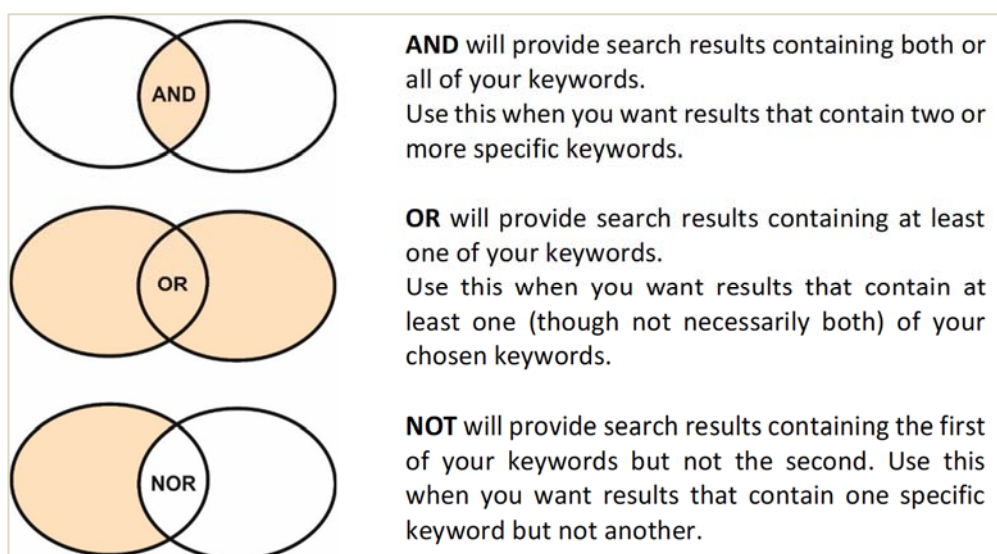 AND
AND will provide search results containing both or
all of your keywords.
Use this when you want results that contain two or
more specific keywords.
OR
OR will provide search results containing at least
one of your keywords.
Use this when you want results that contain at
least one (though not necessarily both) of your
chosen keywords.
NOR
NOT will provide search results containing the first
of your keywords but not the second. Use this
when you want results that contain one specific
keyword but not another.